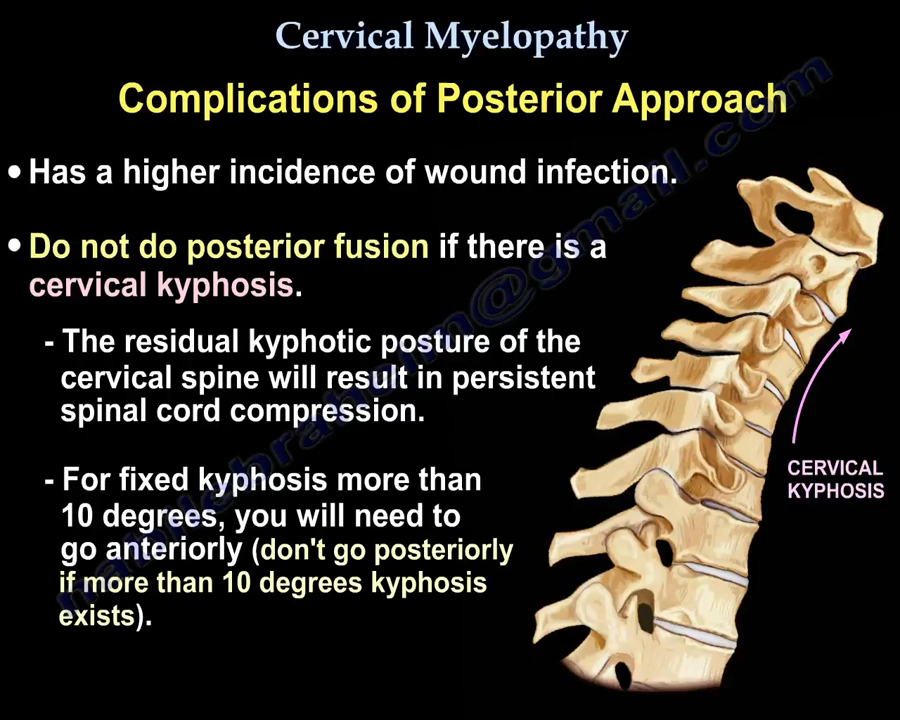 Cervical Myelopathy
Complications of Posterior Approach
• Has a higher incidence of wound infection.
• Do not do posterior fusion if there is a
cervical kyphosis.
- The residual kyphotic posture of the
cervical spine will result in persistent
spinal cord compression.
- For fixed kyphosis more than
10 degrees, you will need to
go anteriorly (don't go posteriorly
if more than 10 degrees kyphosis
exists).
CERVICAL
KYPHOSIS
nabilebraheim@gmail.com